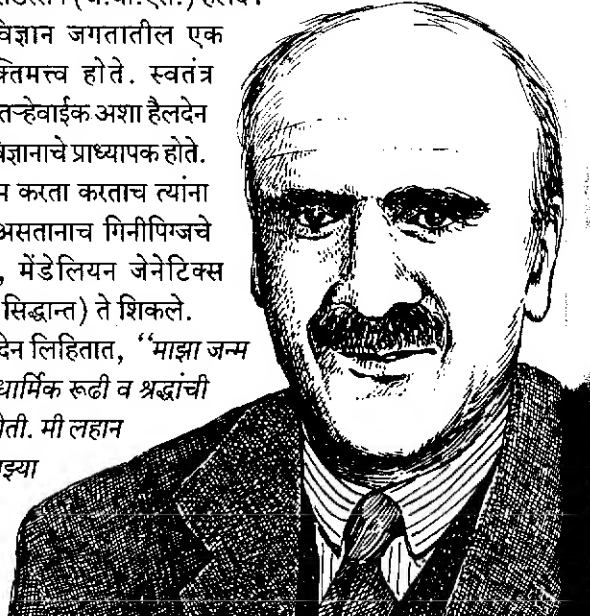 (जे.बी.एस.) हॅलडेन
विज्ञान जगतातील एक
क्तिमत्त्व होते. स्वतंत्र
तऱ्हेवाईक अशा हैलदेन
वेज्ञानाचे प्राध्यापक होते.
म करता करताच त्यांना
असतानाच गिनीपिग्जचे
, मेंडेलियन जेनेटिक्स
सिद्धान्त) ते शिकले.
देन लिहितात, “माझा जन्म
धार्मिक रूढी व श्रद्धांची
ोती. मी लहान
झ्या